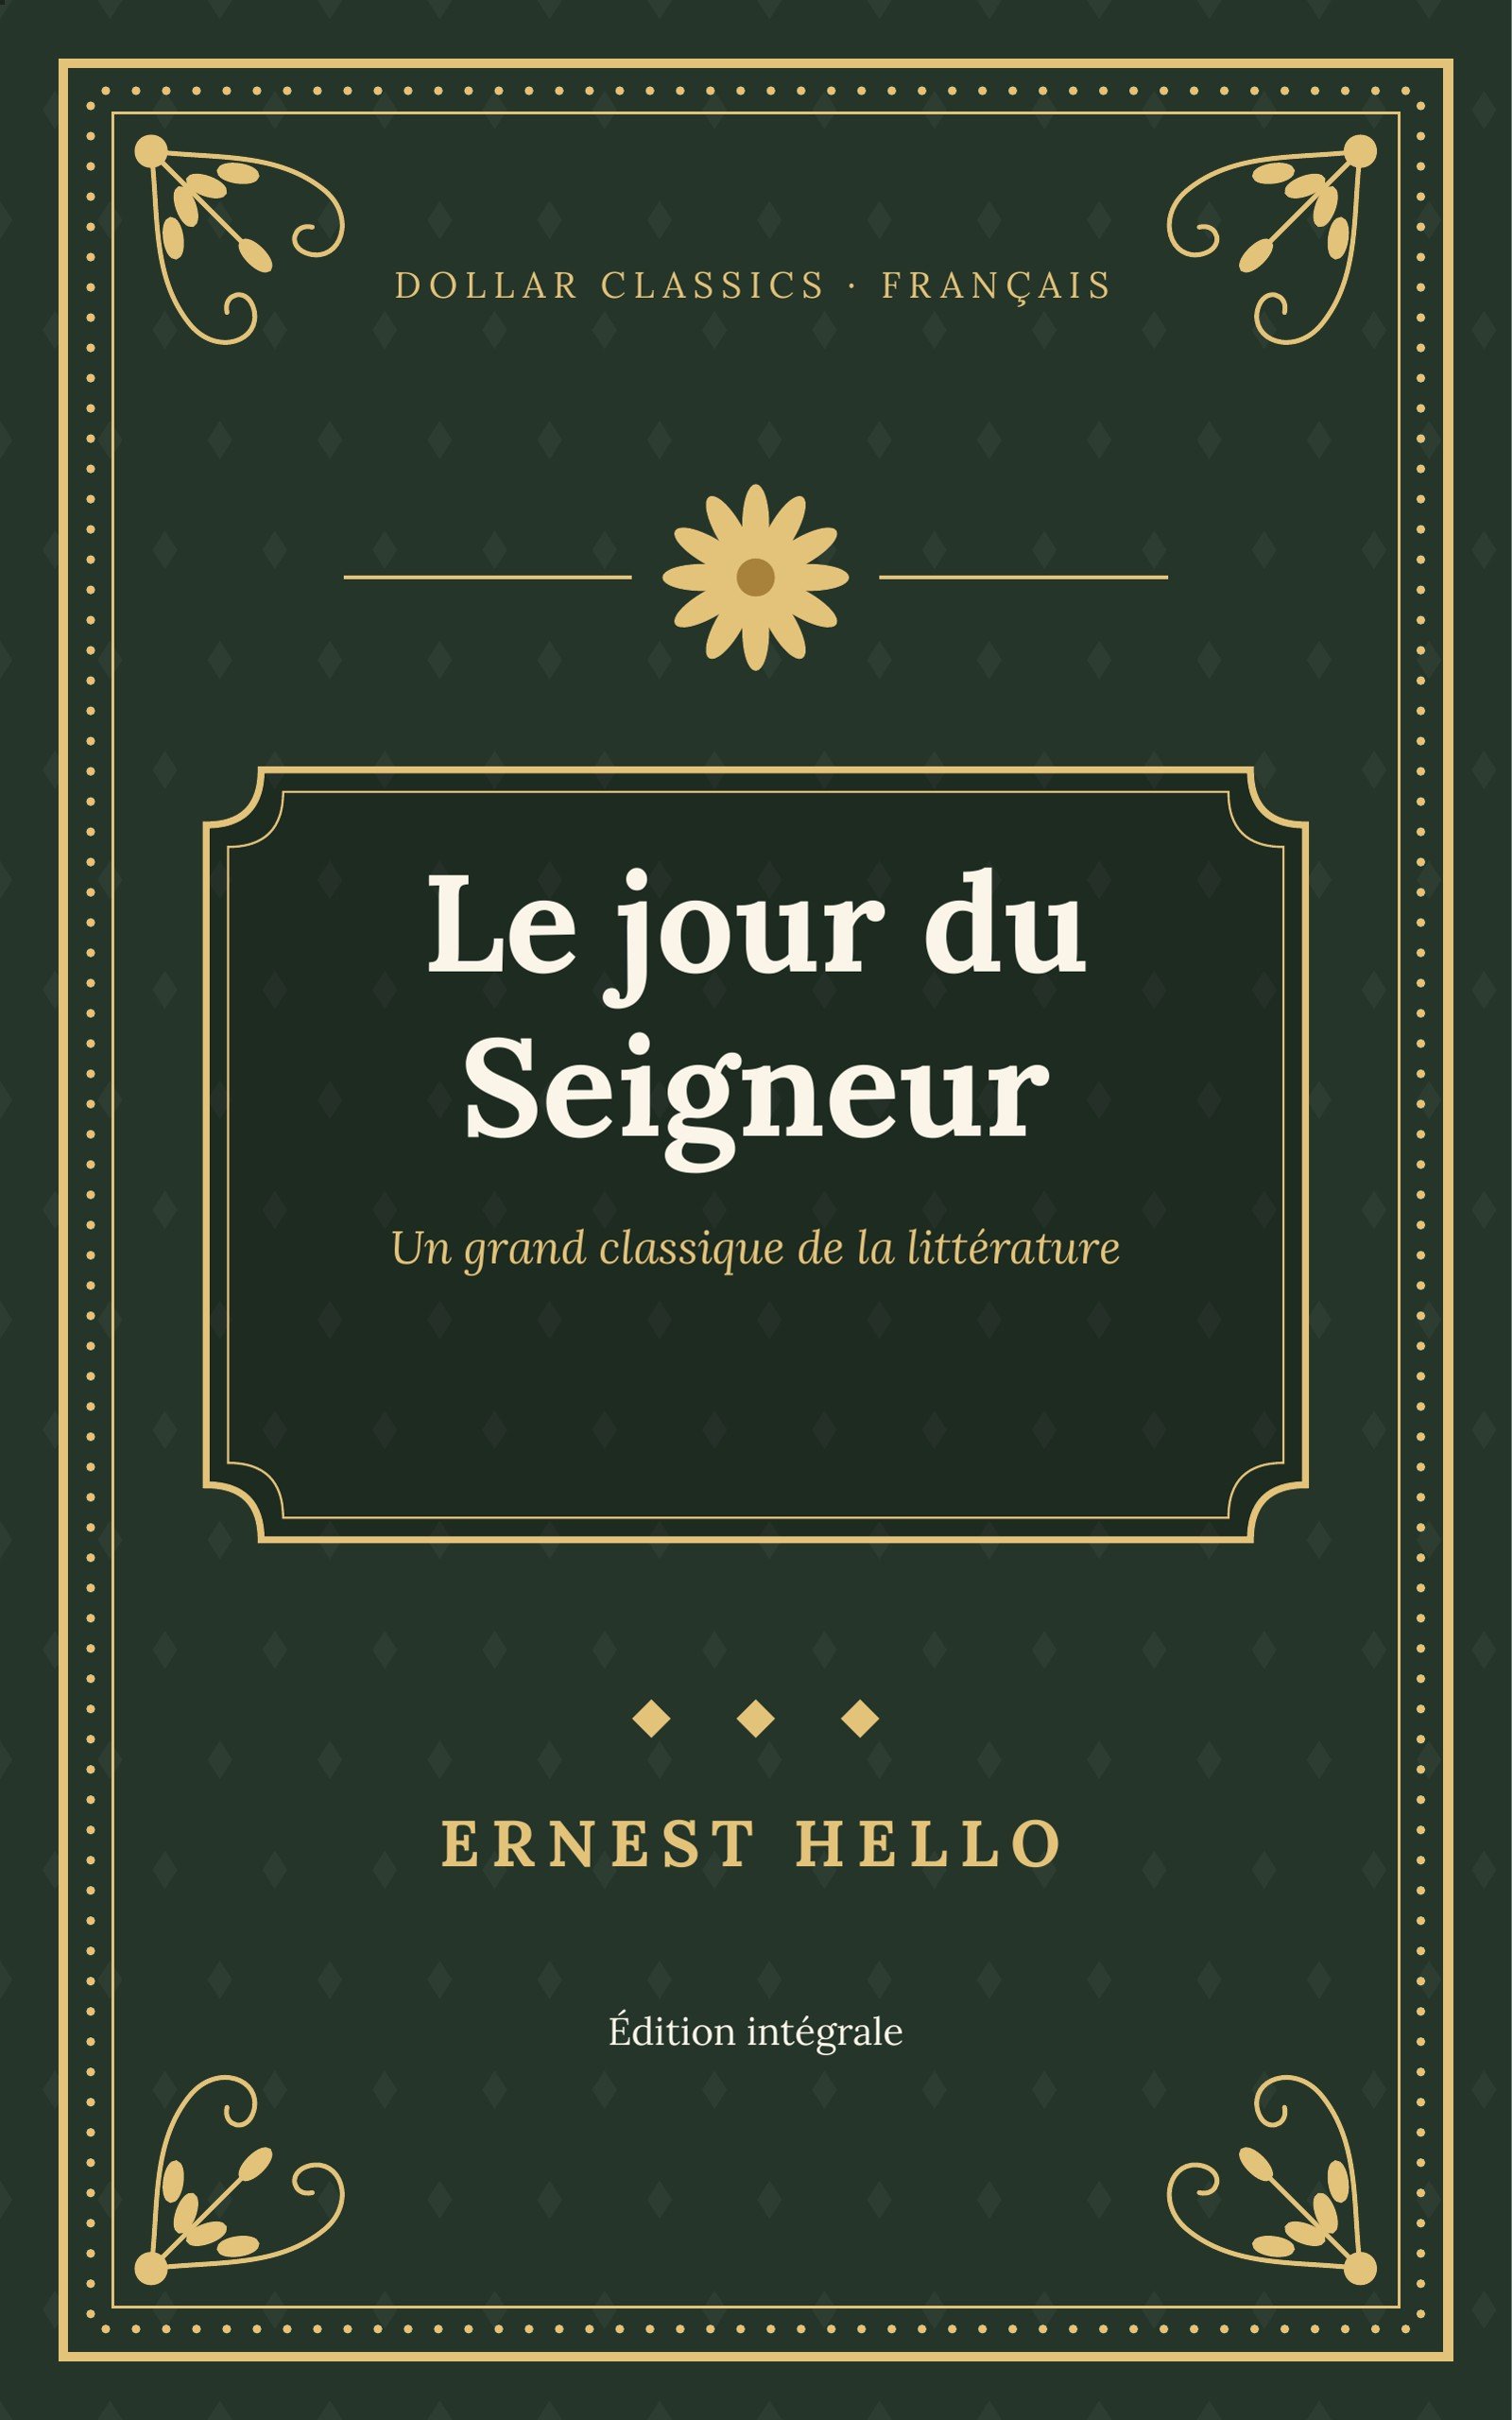 DOLLAR CLASSICS · FRANÇAIS
Le jour du
Seigneur
Un grand classique de la littérature
ERNEST HELLO
Édition intégrale